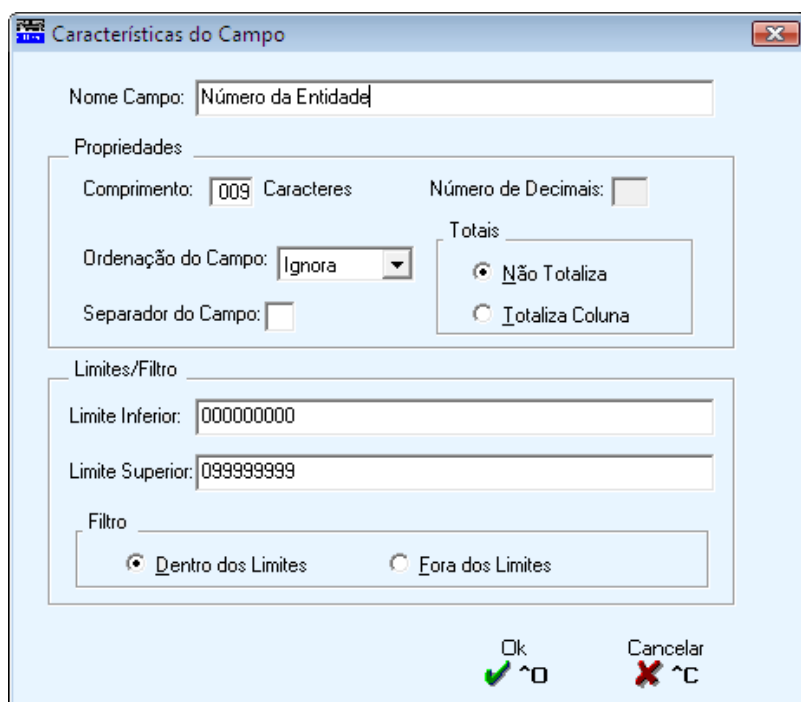 Características do Campo
Nome Campo: Número da Entidade
Propriedades
Comprimento: 009 Caracteres Número de Decimais:
Totais
Ordenação do Campo: Ignora
Não Totaliza
Separador do Campo:
Totaliza Coluna
Limites/Filtro
Limite Inferior: 000000000
Limite Superior: 099999999
Filtro
Dentro dos Limites Fora dos Limites
Ok Cancelar
^O ^C